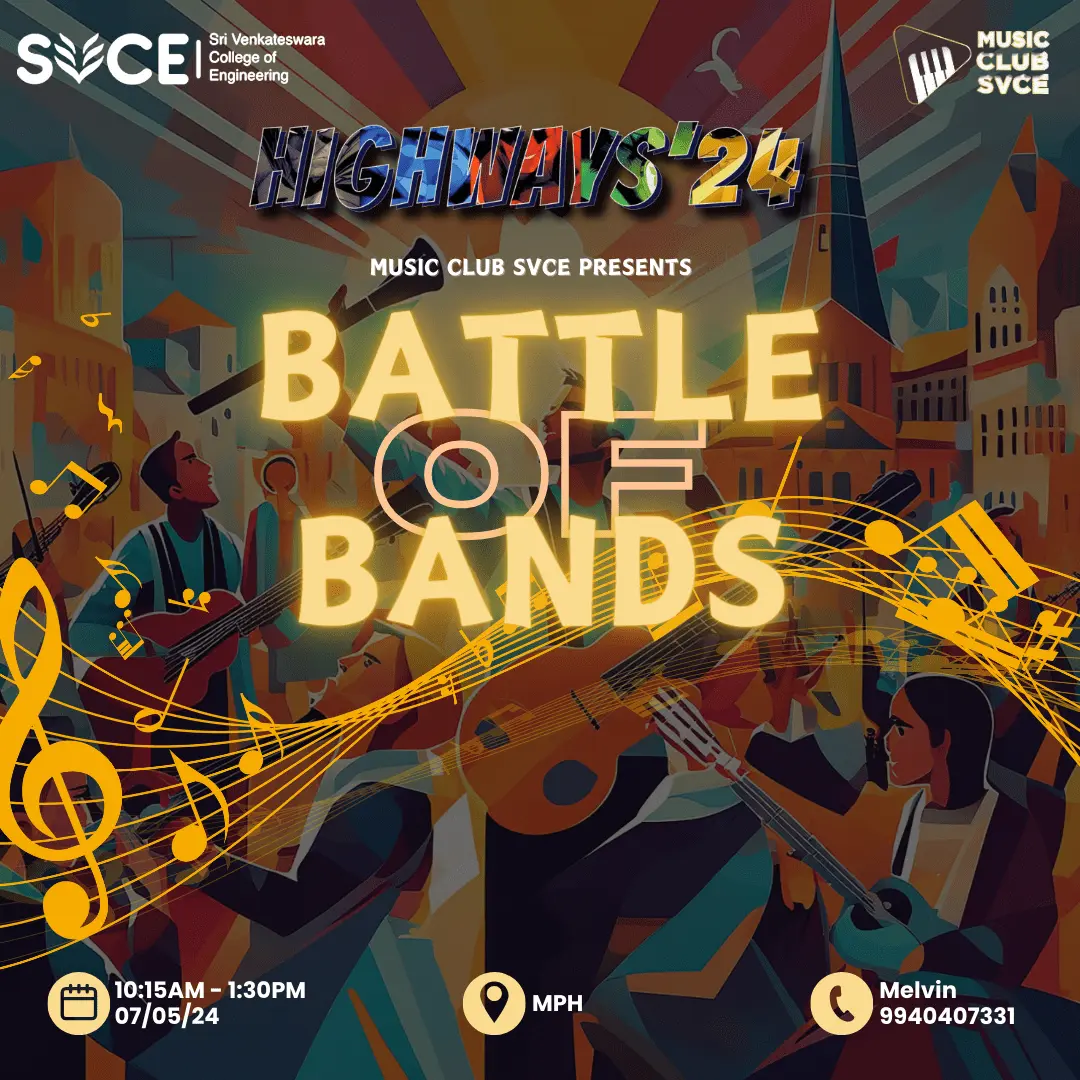 SVCE
Sri Venkateswara
College of
Engineering
MUSIC
CLUB
SVCE
HIGHWAYS'24
MUSIC CLUB SVCE PRESENTS
BATTLE
OF
BANDS
10:15AM - 1:30PM
07/05/24
MPH
Melvin
9940407331